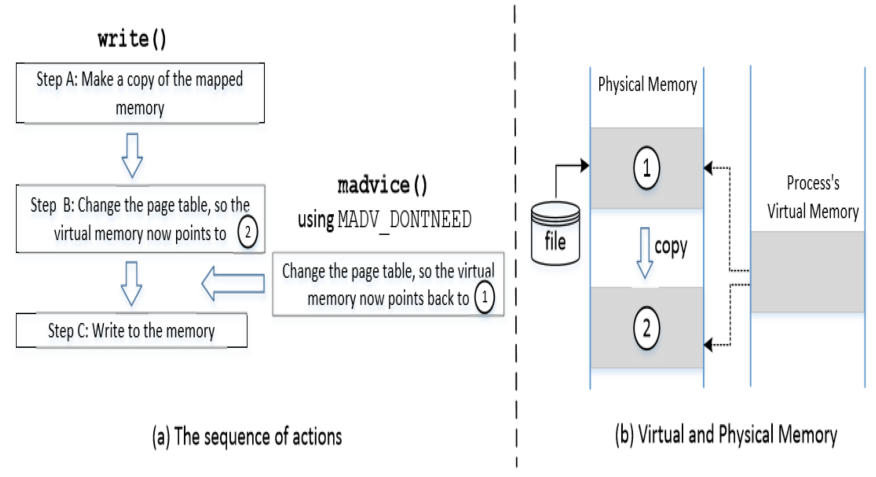 write()
Step A: Make a copy of the mapped
memory
Step B: Change the page table, so the
virtual memory now points to 2
Step C: Write to the memory
madvice()
using MADV_DONTNEED
Change the page table, so the virtual
memory now points back to 1
(a) The sequence of actions
Physical Memory
1
file
copy
2
Process's
Virtual Memory
(b) Virtual and Physical Memory